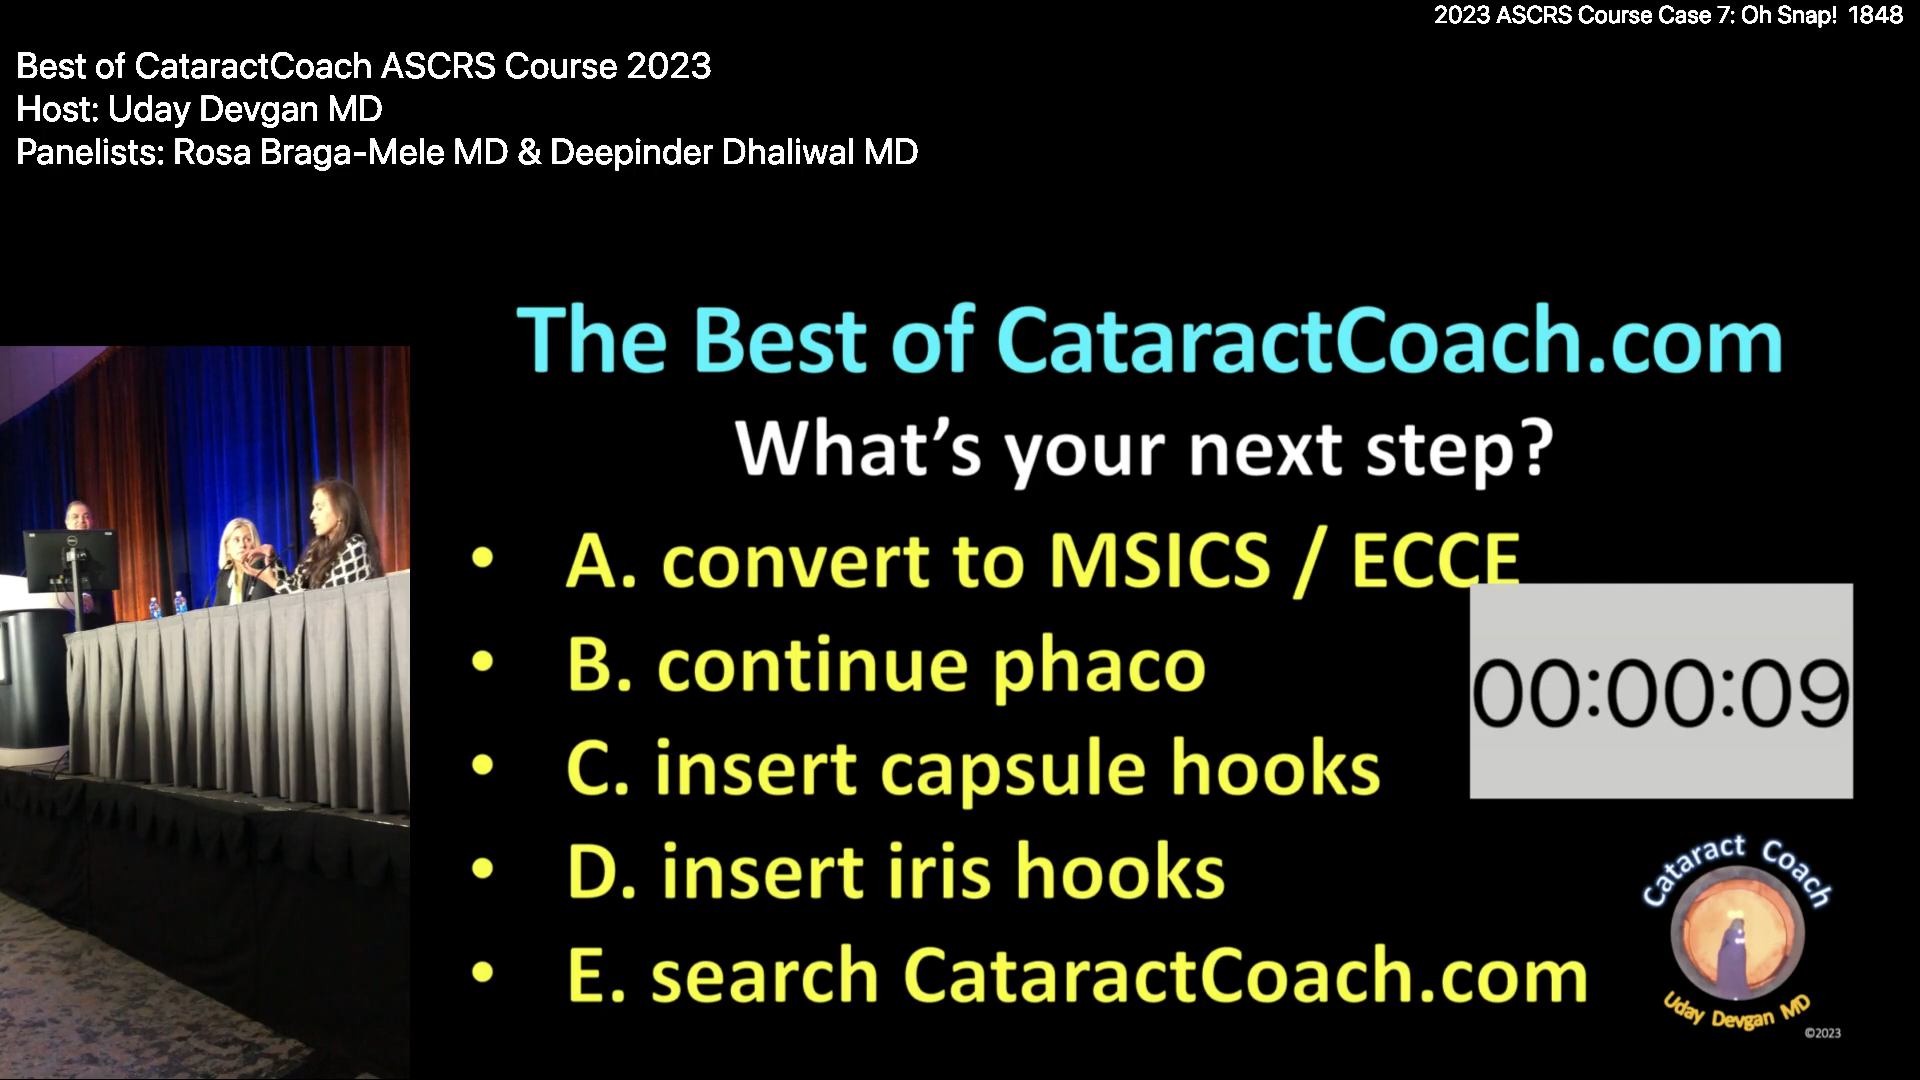 2023 ASCRS Course Case 7: Oh Snap! 1848
Best of CataractCoach ASCRS Course 2023
Host: Uday Devgan MD
Panelists: Rosa Braga-Mele MD & Deepinder Dhaliwal MD
The Best of CataractCoach.com
What's your next step?
• A. convert to MSICS / ECCE
• B. continue phaco
• C. insert capsule hooks
• D. insert iris hooks
• E. search CataractCoach.com
00:00:09
Cataract Coach
Uday Devgan MD
©2023